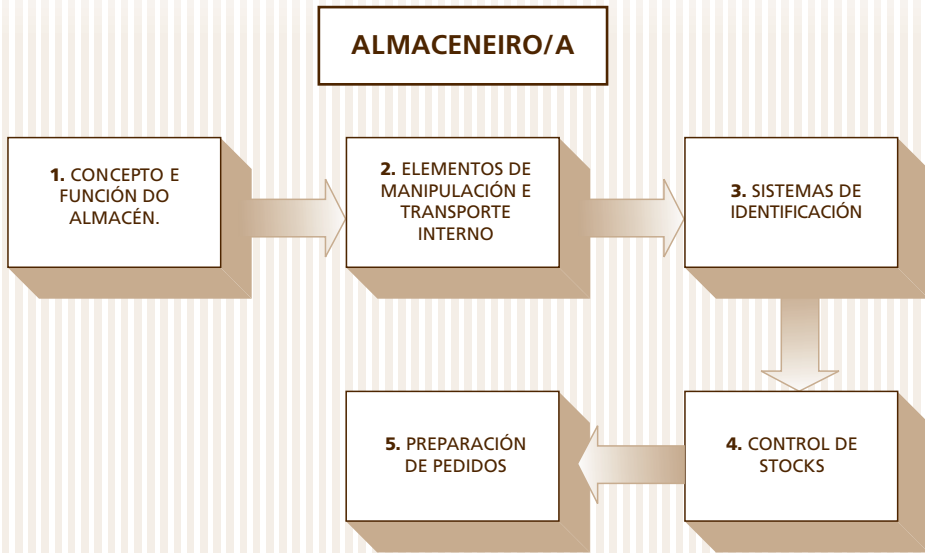 ALMACENEIRO/A
1. CONCEPTO E
FUNCIÓN DO
ALMACÉN.
2. ELEMENTOS DE
MANIPULACIÓN E
TRANSPORTE
INTERNO
3. SISTEMAS DE
IDENTIFICACIÓN
4. CONTROL DE
STOCKS
5. PREPARACIÓN
DE PEDIDOS